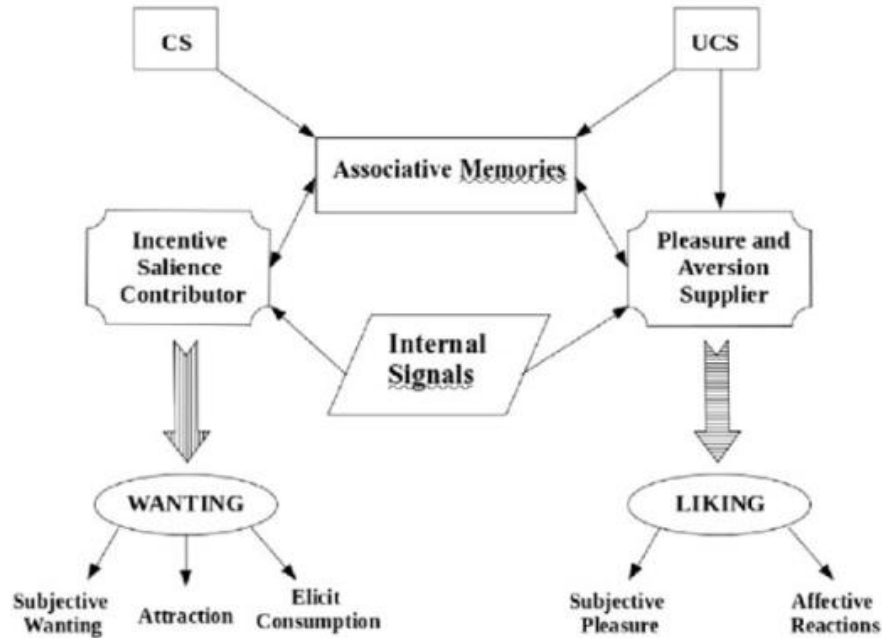 CS
UCS
Associative Memories
Incentive
Salience
Contributor
Pleasure and
Aversion
Supplier
Internal
Signals
WANTING
LIKING
Subjective
Wanting
Attraction
Elicit
Consumption
Subjective
Pleasure
Affective
Reactions